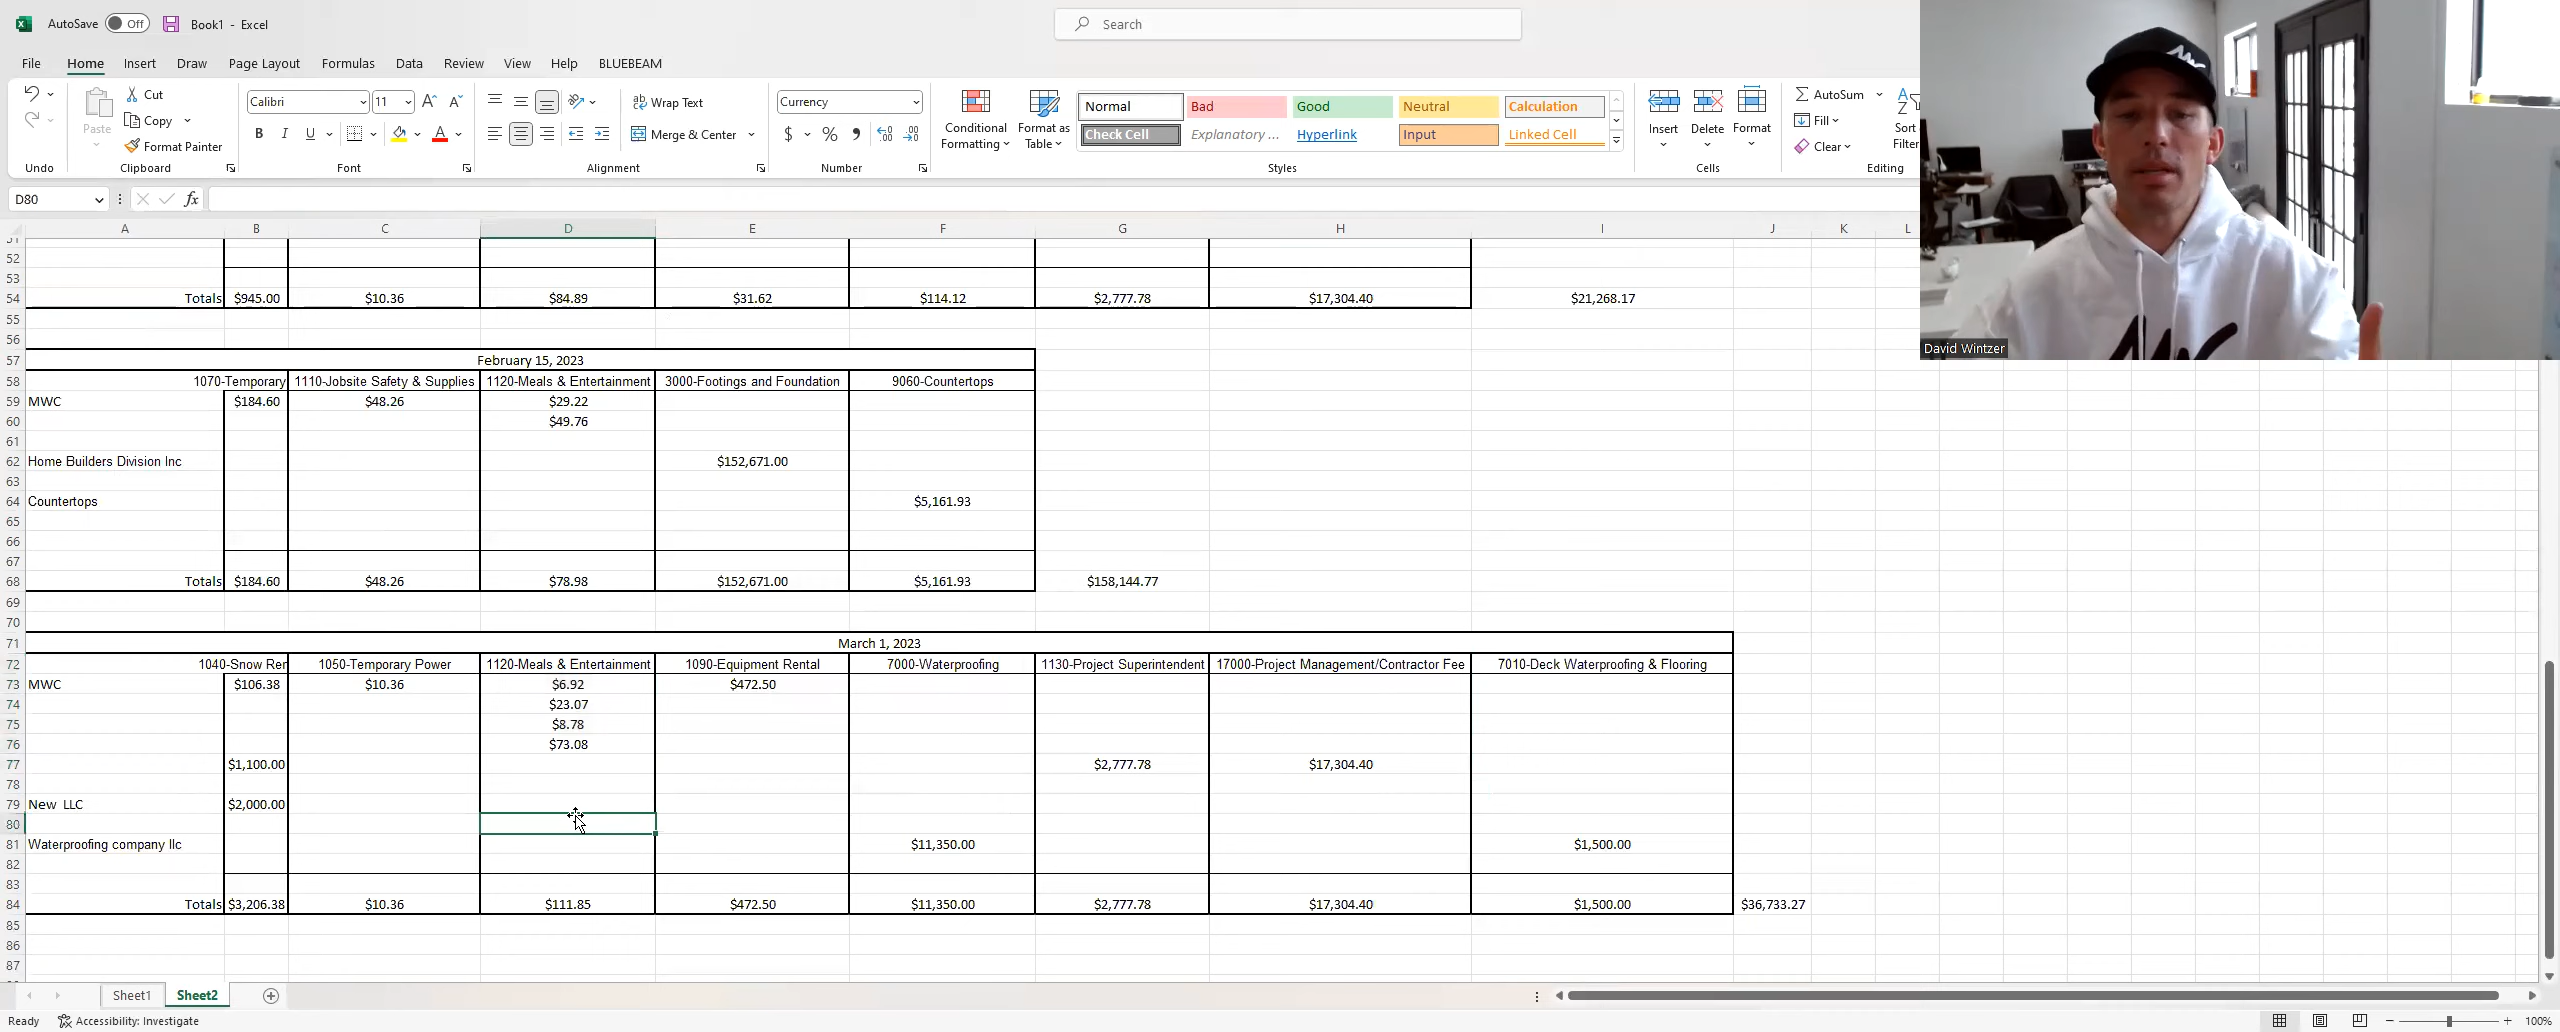 AutoSave Off Book1 - Excel Search
File Home Insert Draw Page Layout Formulas Data Review View Help BLUEBEAM
Cut Calibri 11 Wrap Text Currency Normal Bad Good Neutral Calculation AutoSum
Paste Copy Merge & Center Conditional Formatting Format as Table Check Cell Explanatory ... Hyperlink Input Linked Cell Insert Delete Format Fill Sort Filter
Format Painter Clear
Undo Clipboard Font Alignment Number Styles Cells Editing
D80 fx
A B C D E F G H I J K L
52
53
54 Totals $945.00 $10.36 $84.89 $31.62 $114.12 $2,777.78 $17,304.40 $21,268.17
David Wintzer
55
56
57 February 15, 2023
58 1070-Temporary 1110-Jobsite Safety & Supplies 1120-Meals & Entertainment 3000-Footings and Foundation 9060-Countertops
59 MWC $184.60 $48.26 $29.22
60 $49.76
61
62 Home Builders Division Inc $152,671.00
63
64 Countertops $5,161.93
65
66
67
68 Totals $184.60 $48.26 $78.98 $152,671.00 $5,161.93 $158,144.77
69
70
71 March 1, 2023
72 1040-Snow Rer 1050-Temporary Power 1120-Meals & Entertainment 1090-Equipment Rental 7000-Waterproofing 1130-Project Superintendent 17000-Project Management/Contractor Fee 7010-Deck Waterproofing & Flooring
73 MWC $106.38 $10.36 $6.92 $472.50
74 $23.07
75 $8.78
76 $73.08
77 $1,100.00 $2,777.78 $17,304.40
78
79 New LLC $2,000.00
80
81 Waterproofing company llc $11,350.00 $1,500.00
82
83
84 Totals $3,206.38 $10.36 $111.85 $472.50 $11,350.00 $2,777.78 $17,304.40 $1,500.00 $36,733.27
85
86
87
Sheet1 Sheet2
Ready Accessibility: Investigate 100%